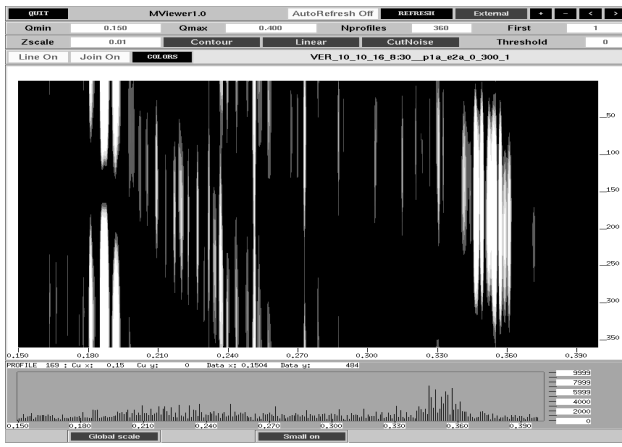 QUIT MViewer1.0 AutoRefresh Off REFRESH External + - < >
Qmin 0.150 Qmax 0.400 Nprofiles 360 First 1
Zscale 0.01 Contour Linear CutNoise Threshold 0
Line On Join On COLORS VER_10_10_16_8:30__p1a_e2a_0_300_1
50
100
150
200
250
300
350
0.150 0.180 0.210 0.240 0.270 0.300 0.330 0.360 0.390
PROFILE 169 ; Cu x: 0.15 Cu y: 0 Data x: 0.1504 Data y: 484
9999
7999
5999
4000
2000
0
0.150 0.180 0.210 0.240 0.270 0.300 0.330 0.360 0.390
Global scale Small on